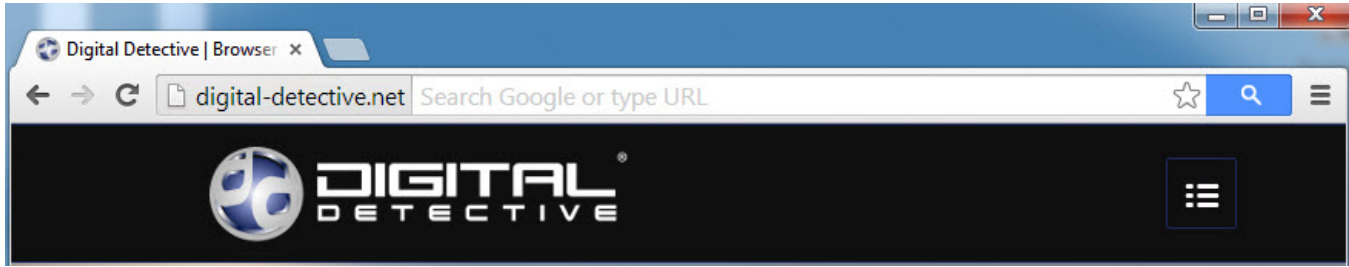 Digital Detective | Browser
digital-detective.net Search Google or type URL
DIGITAL®
DETECTIVE